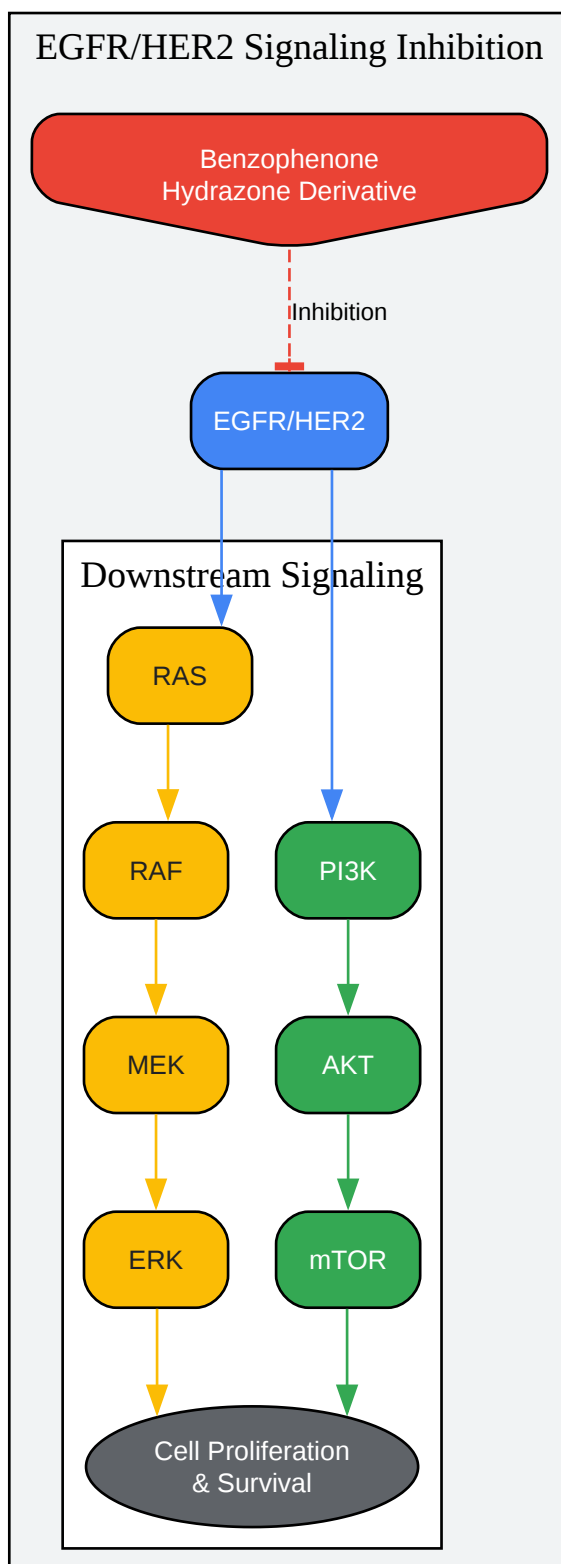 EGFR/HER2 Signaling Inhibition
Benzophenone
Hydrazone Derivative
Inhibition
EGFR/HER2
Downstream Signaling
RAS
RAF
PI3K
MEK
AKT
ERK
mTOR
Cell Proliferation
& Survival